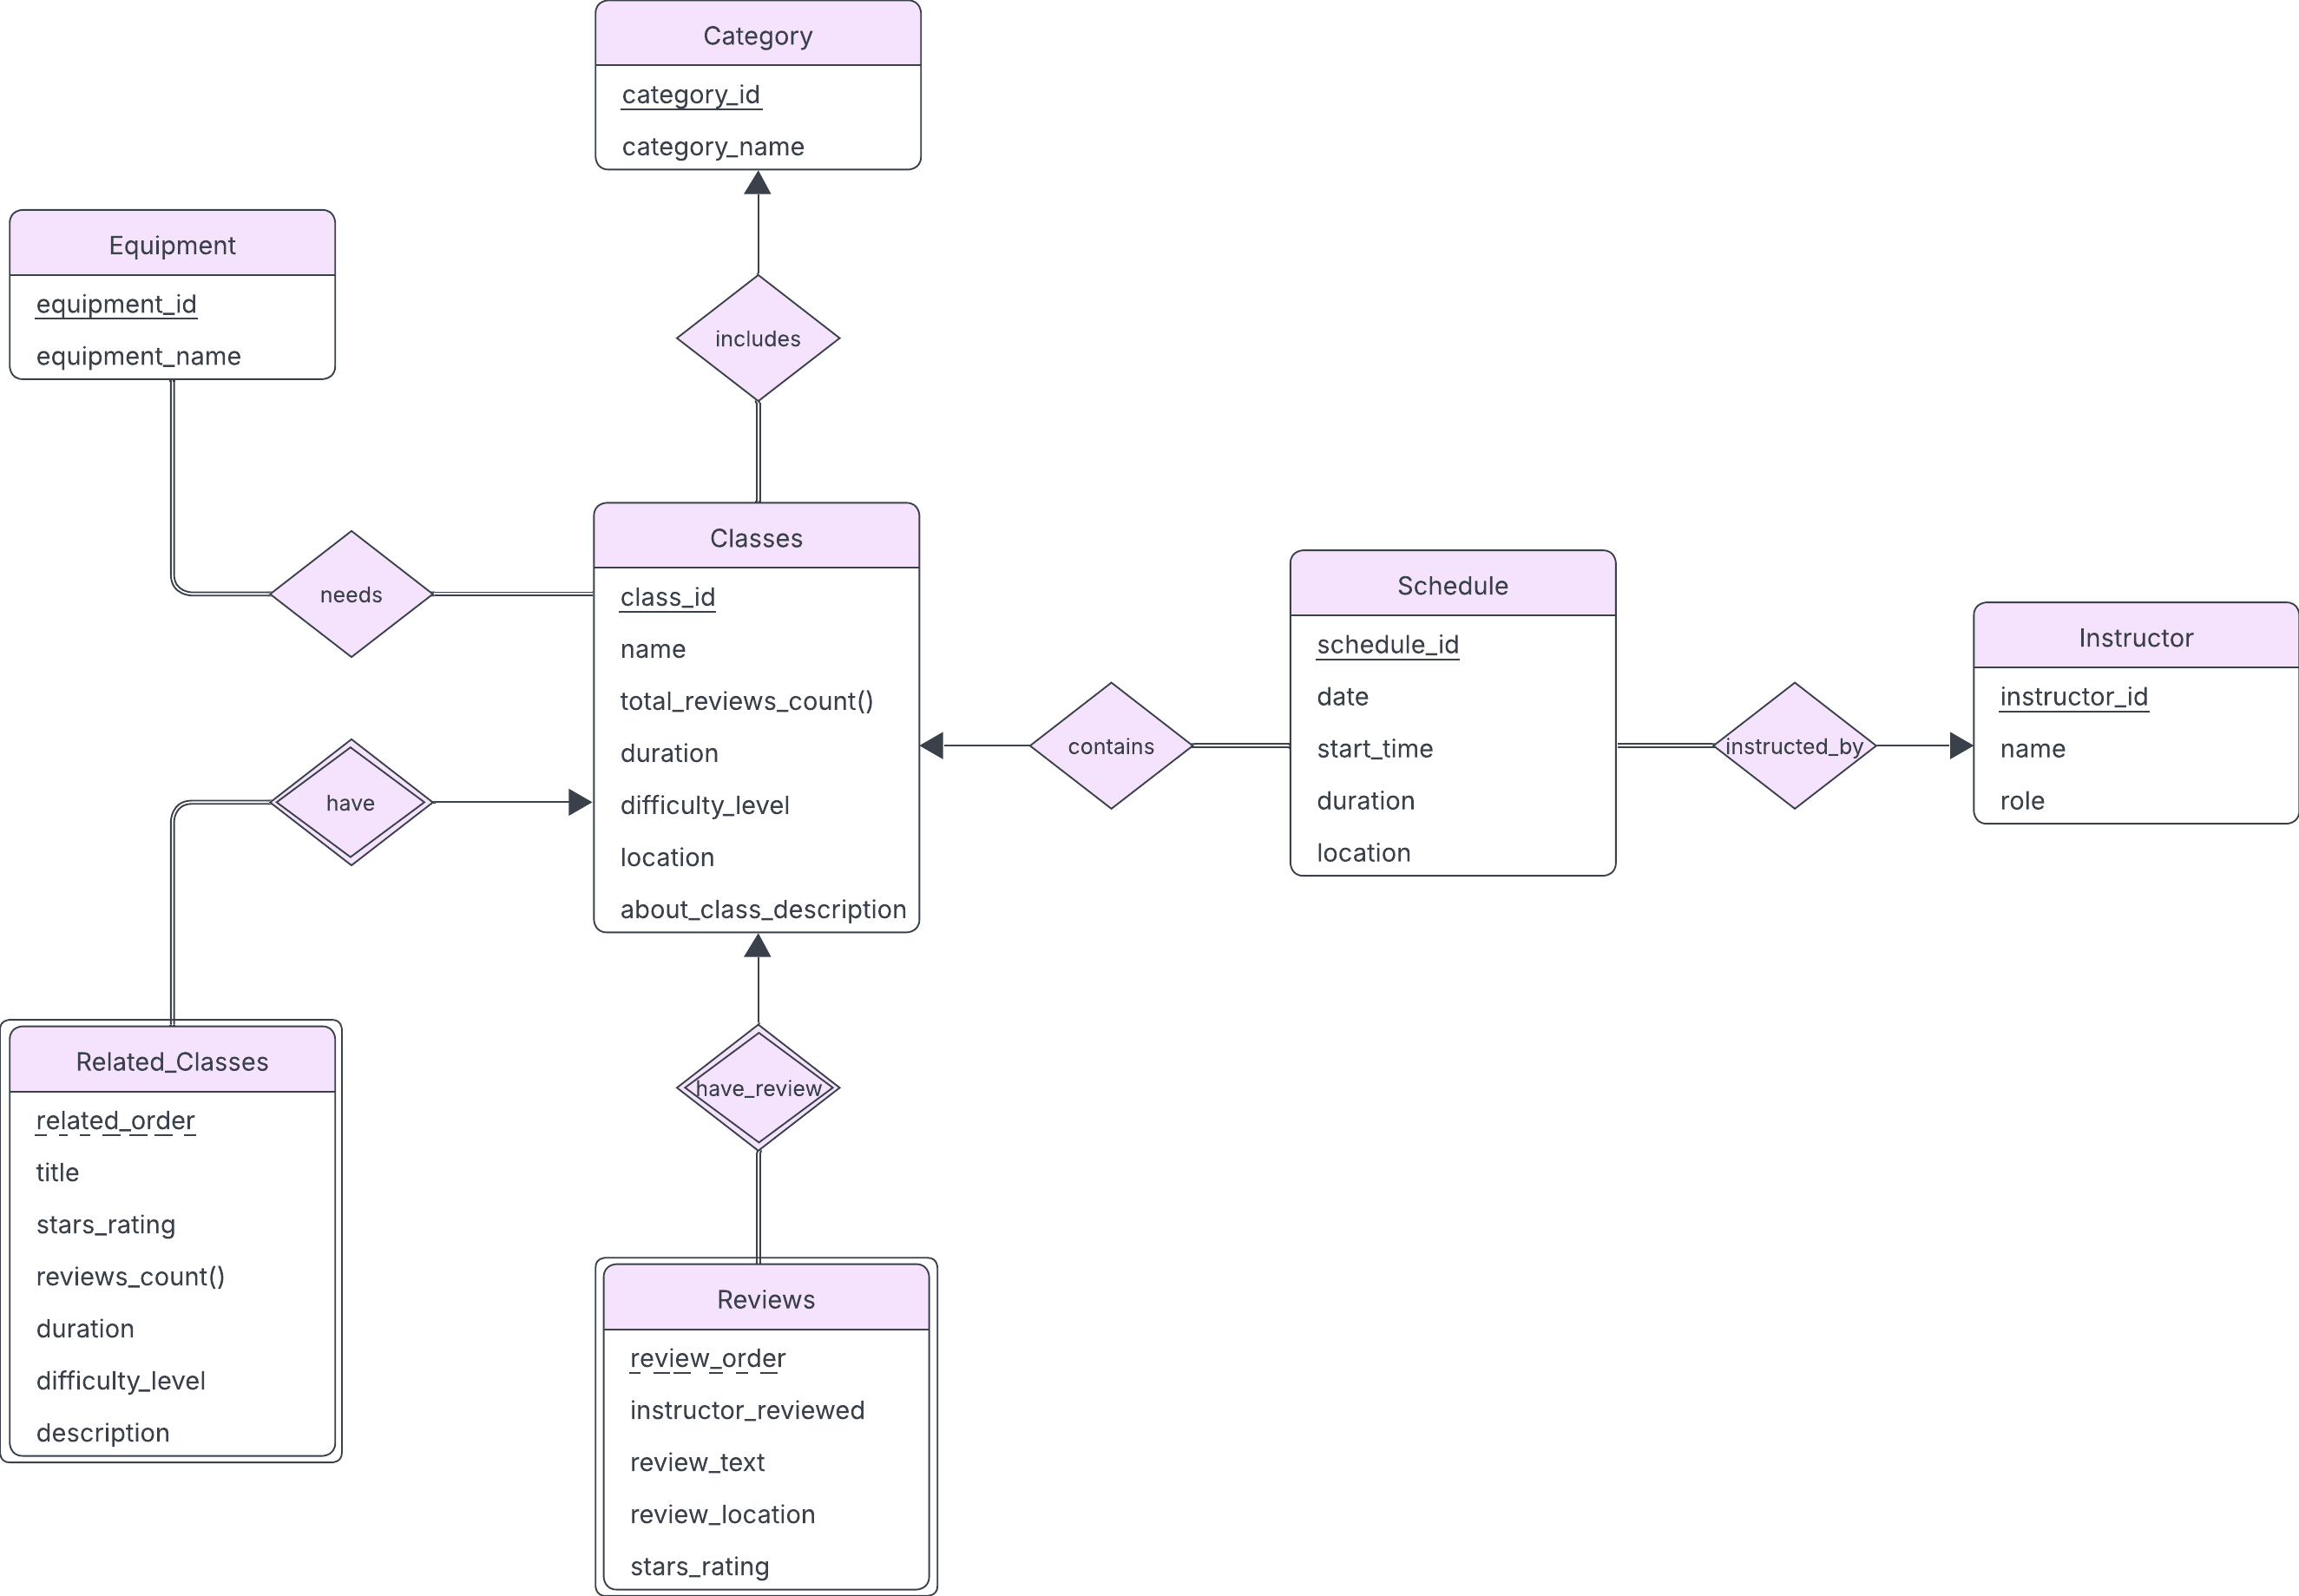 Category
category_id
category_name
Equipment
equipment_id
equipment_name
includes
needs
Classes
class_id
name
total_reviews_count()
duration
difficulty_level
location
about_class_description
contains
Schedule
schedule_id
date
start_time
duration
location
instructed_by
Instructor
instructor_id
name
role
have
Related_Classes
related_order
title
stars_rating
reviews_count()
duration
difficulty_level
description
have_review
Reviews
review_order
instructor_reviewed
review_text
review_location
stars_rating